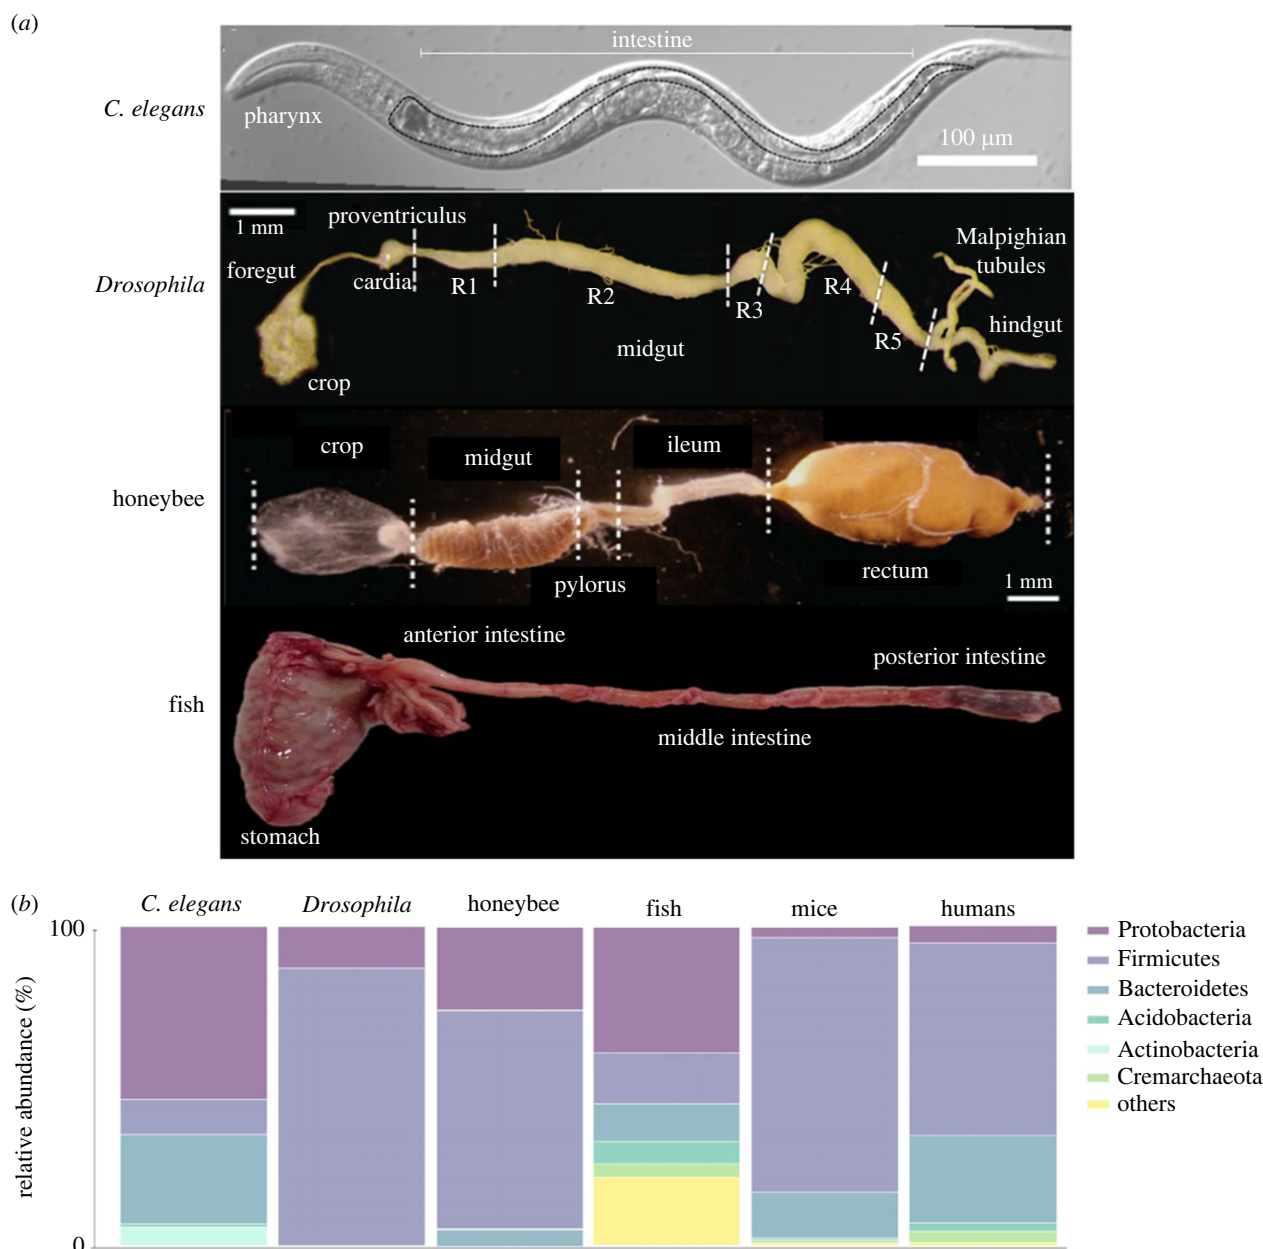 (a)
intestine
C. elegans
pharynx
100 µm
1 mm
proventriculus
Malpighian
tubules
foregut
cardia
Drosophila
R1
R2
R3
R4
R5
hindgut
midgut
crop
crop
midgut
ileum
honeybee
pylorus
rectum
1 mm
anterior intestine
posterior intestine
fish
middle intestine
stomach
(b)
C. elegans
Drosophila
honeybee
fish
mice
humans
100
0
relative abundance (%)
Protobacteria
Firmicutes
Bacteroidetes
Acidobacteria
Actinobacteria
Cremarchaeota
others